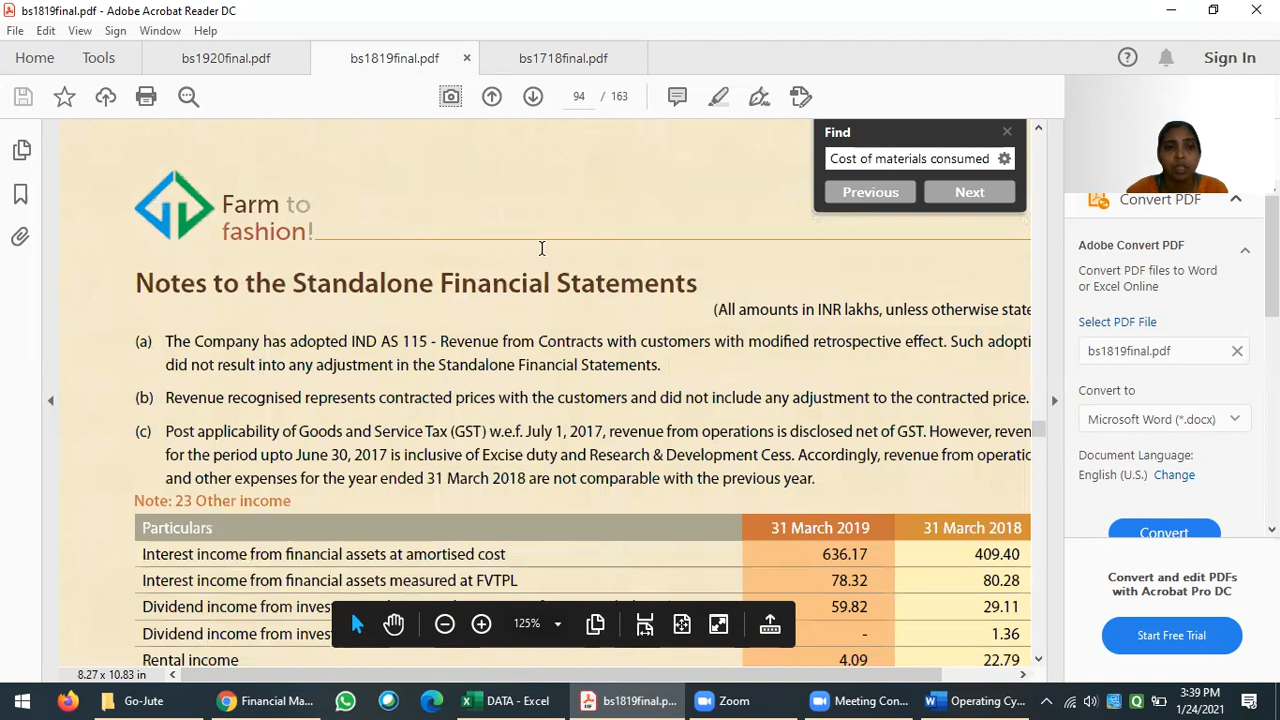 bs1819final.pdf - Adobe Acrobat Reader DC
File Edit View Sign Window Help
Home Tools bs1920final.pdf bs1819final.pdf × bs1718final.pdf Sign In
94 / 163
Find
Cost of materials consumed
Previous Next
Farm to
fashion!
Notes to the Standalone Financial Statements
(All amounts in INR lakhs, unless otherwise state
(a) The Company has adopted IND AS 115 - Revenue from Contracts with customers with modified retrospective effect. Such adopti
did not result into any adjustment in the Standalone Financial Statements.
(b) Revenue recognised represents contracted prices with the customers and did not include any adjustment to the contracted price.
(c) Post applicability of Goods and Service Tax (GST) w.e.f. July 1, 2017, revenue from operations is disclosed net of GST. However, reven
for the period upto June 30, 2017 is inclusive of Excise duty and Research & Development Cess. Accordingly, revenue from operatic
and other expenses for the year ended 31 March 2018 are not comparable with the previous year.
Note: 23 Other income
Particulars 31 March 2019 31 March 2018
Interest income from financial assets at amortised cost 636.17 409.40
Interest income from financial assets measured at FVTPL 78.32 80.28
Dividend income from inves 59.82 29.11
Dividend income from inves - 1.36
Rental income 4.09 22.79
125%
8.27 x 10.83 in
Convert PDF
Adobe Convert PDF
Convert PDF files to Word
or Excel Online
Select PDF File
bs1819final.pdf
Convert to
Microsoft Word (*.docx)
Document Language:
English (U.S.) Change
Convert
Convert and edit PDFs
with Acrobat Pro DC
Start Free Trial
Go-Jute Financial Ma... DATA - Excel bs1819final.p... Zoom Meeting Con... Operating Cy...
3:39 PM
1/24/2021